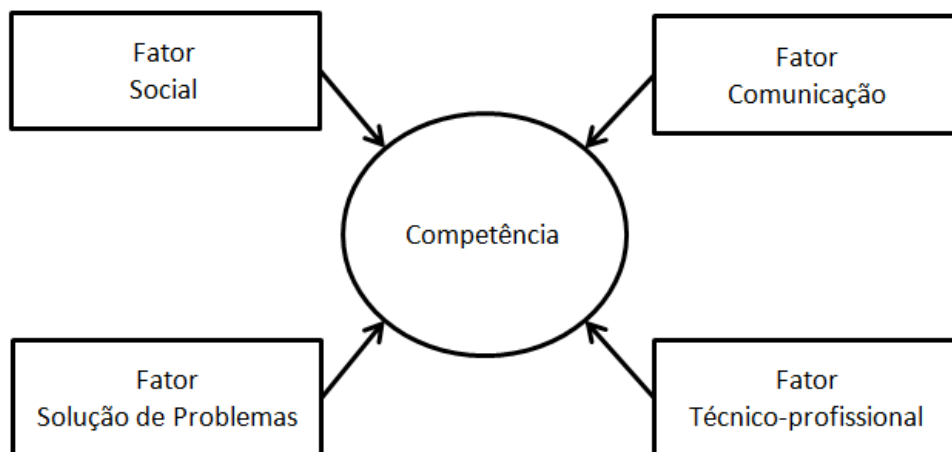 Fator
Social
Fator
Comunicação
Competência
Fator
Solução de Problemas
Fator
Técnico-profissional